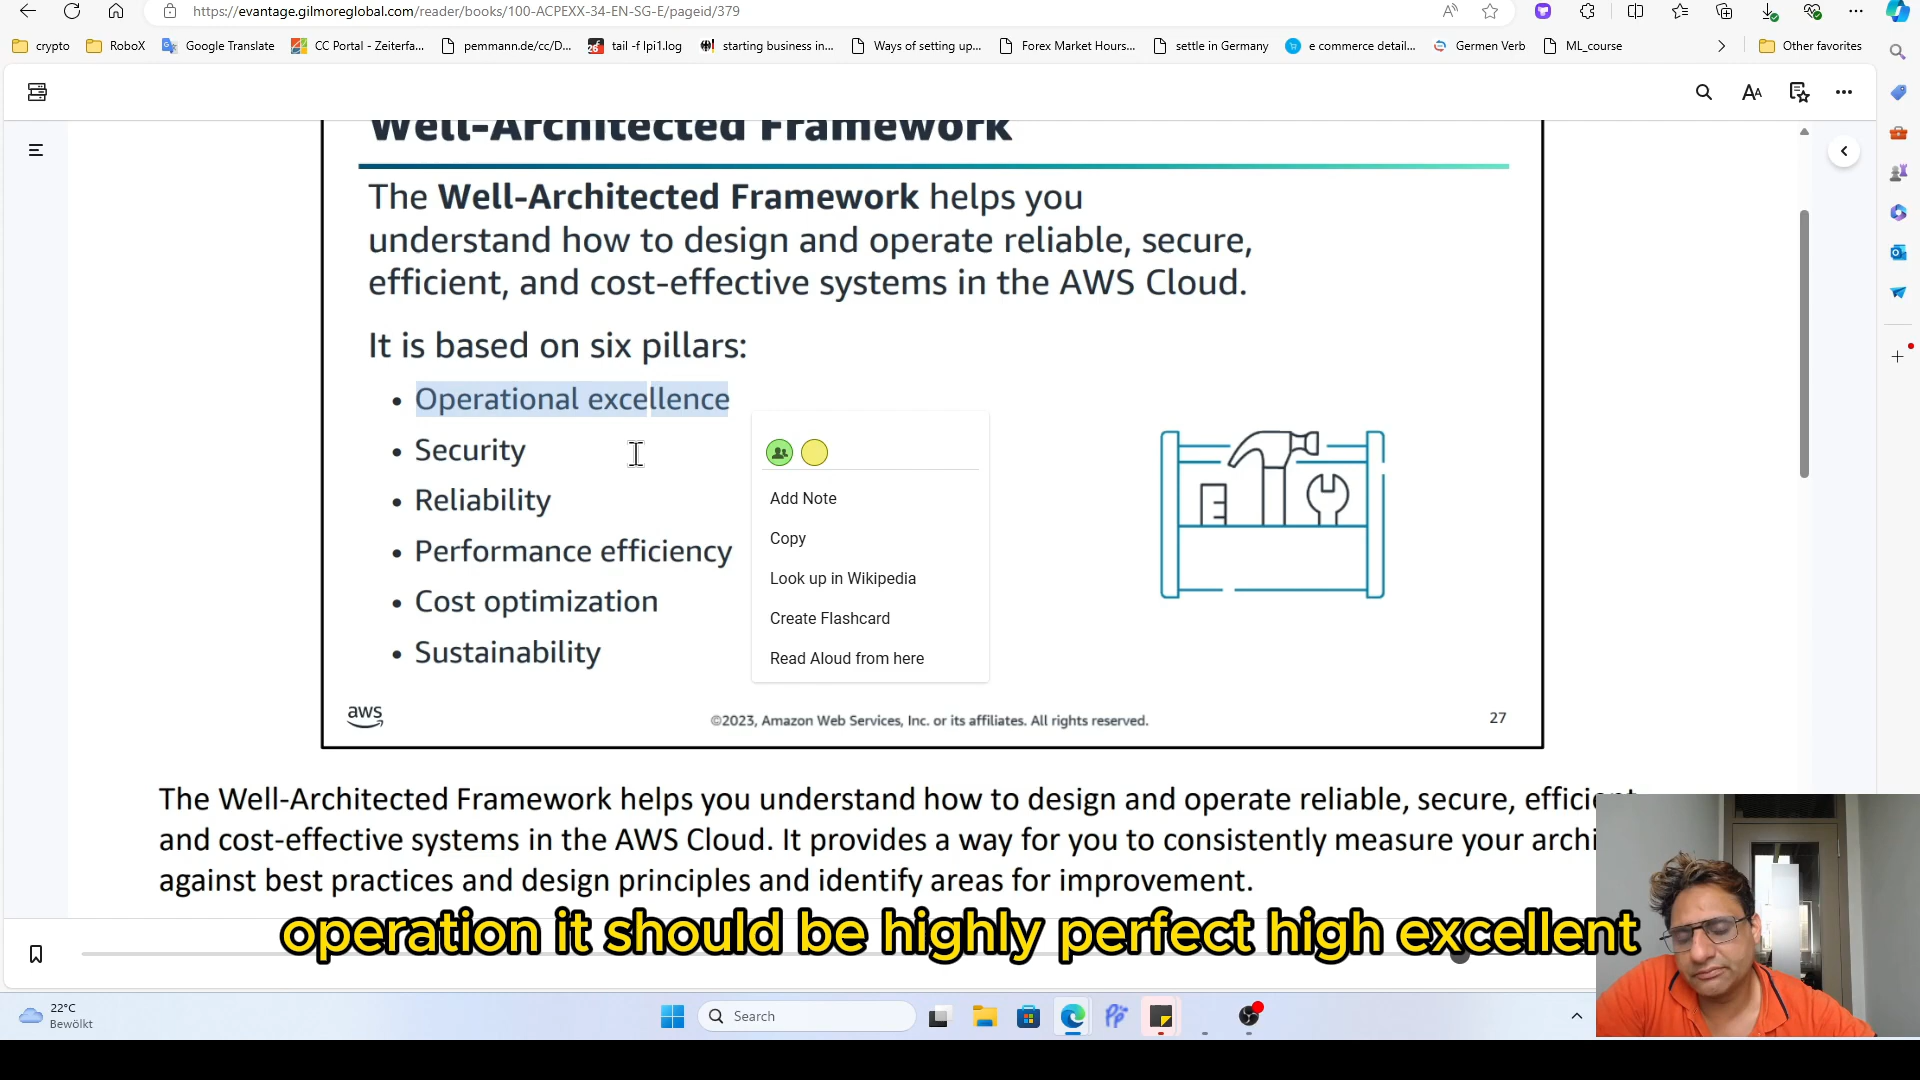 https://evantage.gilmoreglobal.com/reader/books/100-ACPEXX-34-EN-SG-E/pageid/379
crypto
RoboX
Google Translate
CC Portal - Zeiterfa...
pemmann.de/cc/D...
tail -f lpi1.log
starting business in...
Ways of setting up...
Forex Market Hours...
settle in Germany
e commerce detail...
Germen Verb
ML_course
Other favorites
Well-Architected Framework
The Well-Architected Framework helps you
understand how to design and operate reliable, secure,
efficient, and cost-effective systems in the AWS Cloud.
It is based on six pillars:
• Operational excellence
• Security
• Reliability
• Performance efficiency
• Cost optimization
• Sustainability
Add Note
Copy
Look up in Wikipedia
Create Flashcard
Read Aloud from here
aws
©2023, Amazon Web Services, Inc. or its affiliates. All rights reserved.
27
The Well-Architected Framework helps you understand how to design and operate reliable, secure,
and cost-effective systems in the AWS Cloud. It provides a way for you to consistently measure your
against best practices and design principles and identify areas for improvement.
operation it should be highly perfect high excellent
22°C
Bewölkt
Search